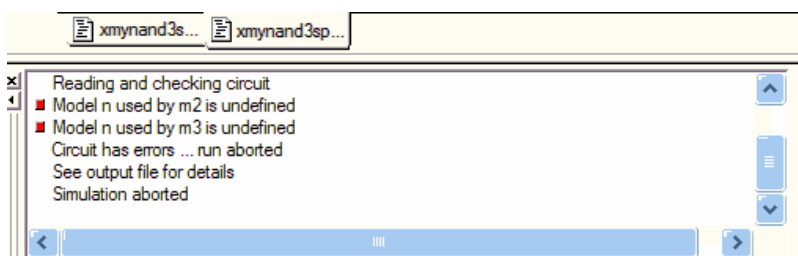 xmynand3s... xmynand3sp...
Reading and checking circuit
Model n used by m2 is undefined
Model n used by m3 is undefined
Circuit has errors ... run aborted
See output file for details
Simulation aborted